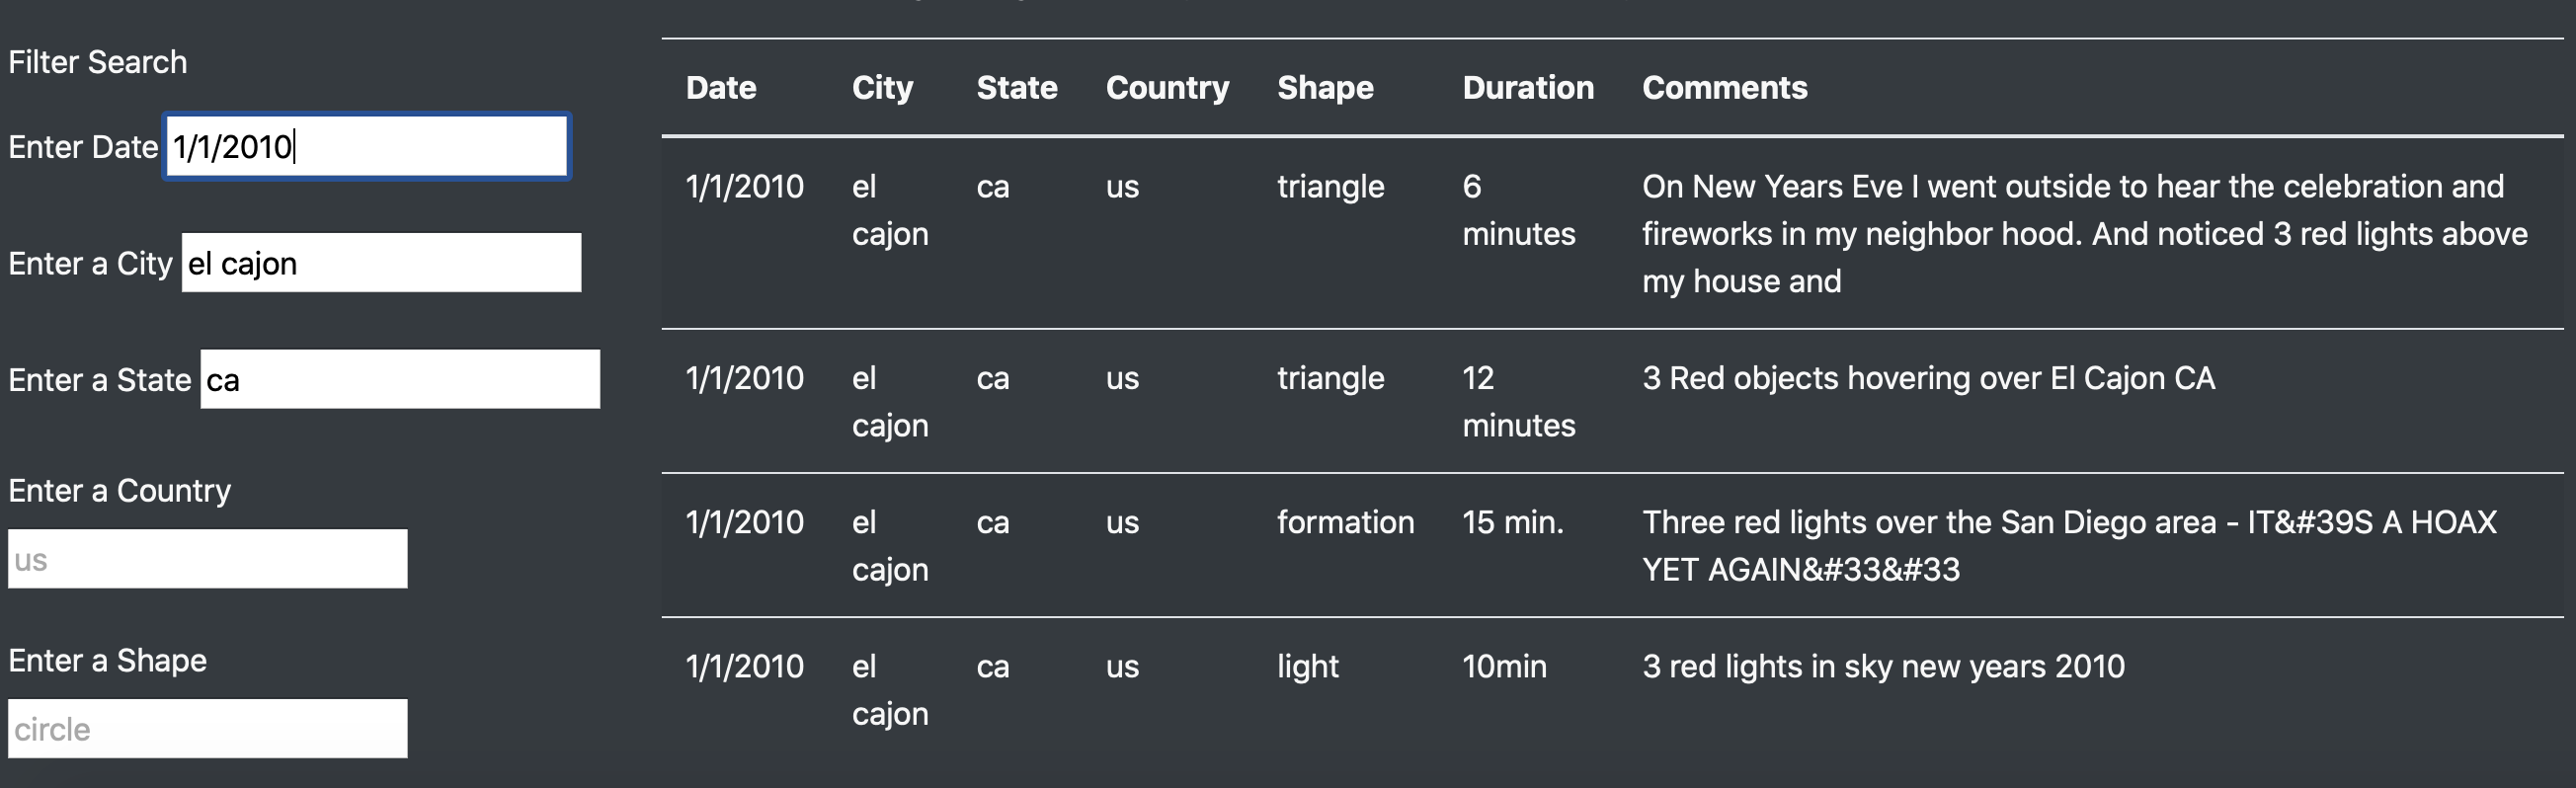 Filter Search
Enter Date 1/1/2010
Enter a City el cajon
Enter a State ca
Enter a Country
us
Enter a Shape
circle
Date City State Country Shape Duration Comments
1/1/2010 el ca us triangle 6 On New Years Eve I went outside to hear the celebration and
cajon minutes fireworks in my neighbor hood. And noticed 3 red lights above
my house and
1/1/2010 el ca us triangle 12 3 Red objects hovering over El Cajon CA
cajon minutes
1/1/2010 el ca us formation 15 min. Three red lights over the San Diego area - IT&#39S A HOAX
cajon YET AGAIN&#33&#33
1/1/2010 el ca us light 10min 3 red lights in sky new years 2010
cajon